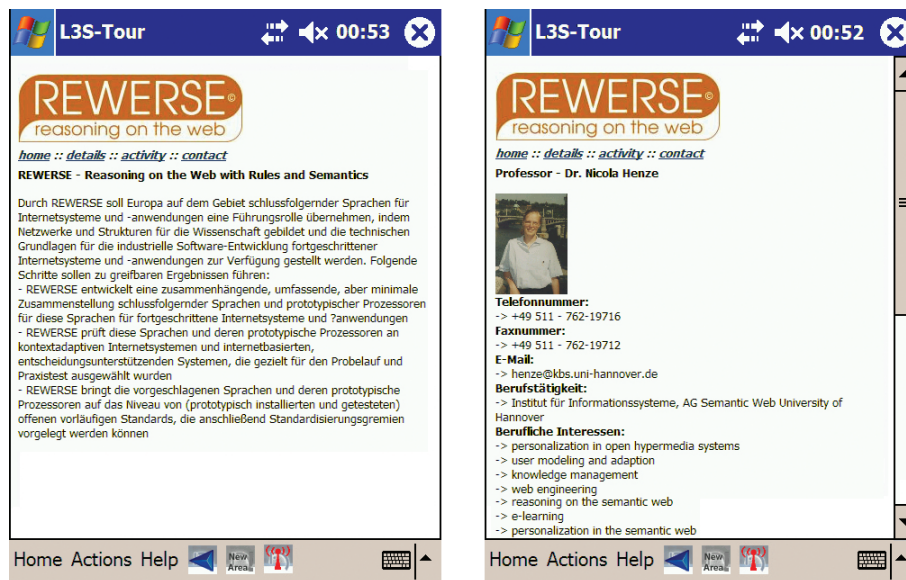 L3S-Tour 00:53
REWERSE©
reasoning on the web
home :: details :: activity :: contact
REWERSE - Reasoning on the Web with Rules and Semantics
Durch REWERSE soll Europa auf dem Gebiet schlussfolgernder Sprachen für
Internetsysteme und -anwendungen eine Führungsrolle übernehmen, indem
Netzwerke und Strukturen für die Wissenschaft gebildet und die technischen
Grundlagen für die industrielle Software-Entwicklung fortgeschrittener
Internetsysteme und -anwendungen zur Verfügung gestellt werden. Folgende
Schritte sollen zu greifbaren Ergebnissen führen:
- REWERSE entwickelt eine zusammenhängende, umfassende, aber minimale
Zusammenstellung schlussfolgernder Sprachen und prototypischer Prozessoren
für diese Sprachen für fortgeschrittene Internetsysteme und ?anwendungen
- REWERSE prüft diese Sprachen und deren prototypische Prozessoren an
kontextadaptiven Internetsystemen und internetbasierten,
entscheidungsunterstützenden Systemen, die gezielt für den Probelauf und
Praxistest ausgewählt wurden
- REWERSE bringt die vorgeschlagenen Sprachen und deren prototypische
Prozessoren auf das Niveau von (prototypisch installierten und getesteten)
offenen vorläufigen Standards, die anschließend Standardisierungsgremien
vorgelegt werden können
Home Actions Help New Area
L3S-Tour 00:52
REWERSE©
reasoning on the web
home :: details :: activity :: contact
Professor - Dr. Nicola Henze
Telefonnummer:
-> +49 511 - 762-19716
Faxnummer:
-> +49 511 - 762-19712
E-Mail:
-> henze@kbs.uni-hannover.de
Berufstätigkeit:
-> Institut für Informationssysteme, AG Semantic Web University of
Hannover
Berufliche Interessen:
-> personalization in open hypermedia systems
-> user modeling and adaption
-> knowledge management
-> web engineering
-> reasoning on the semantic web
-> e-learning
-> personalization in the semantic web
Home Actions Help New Area